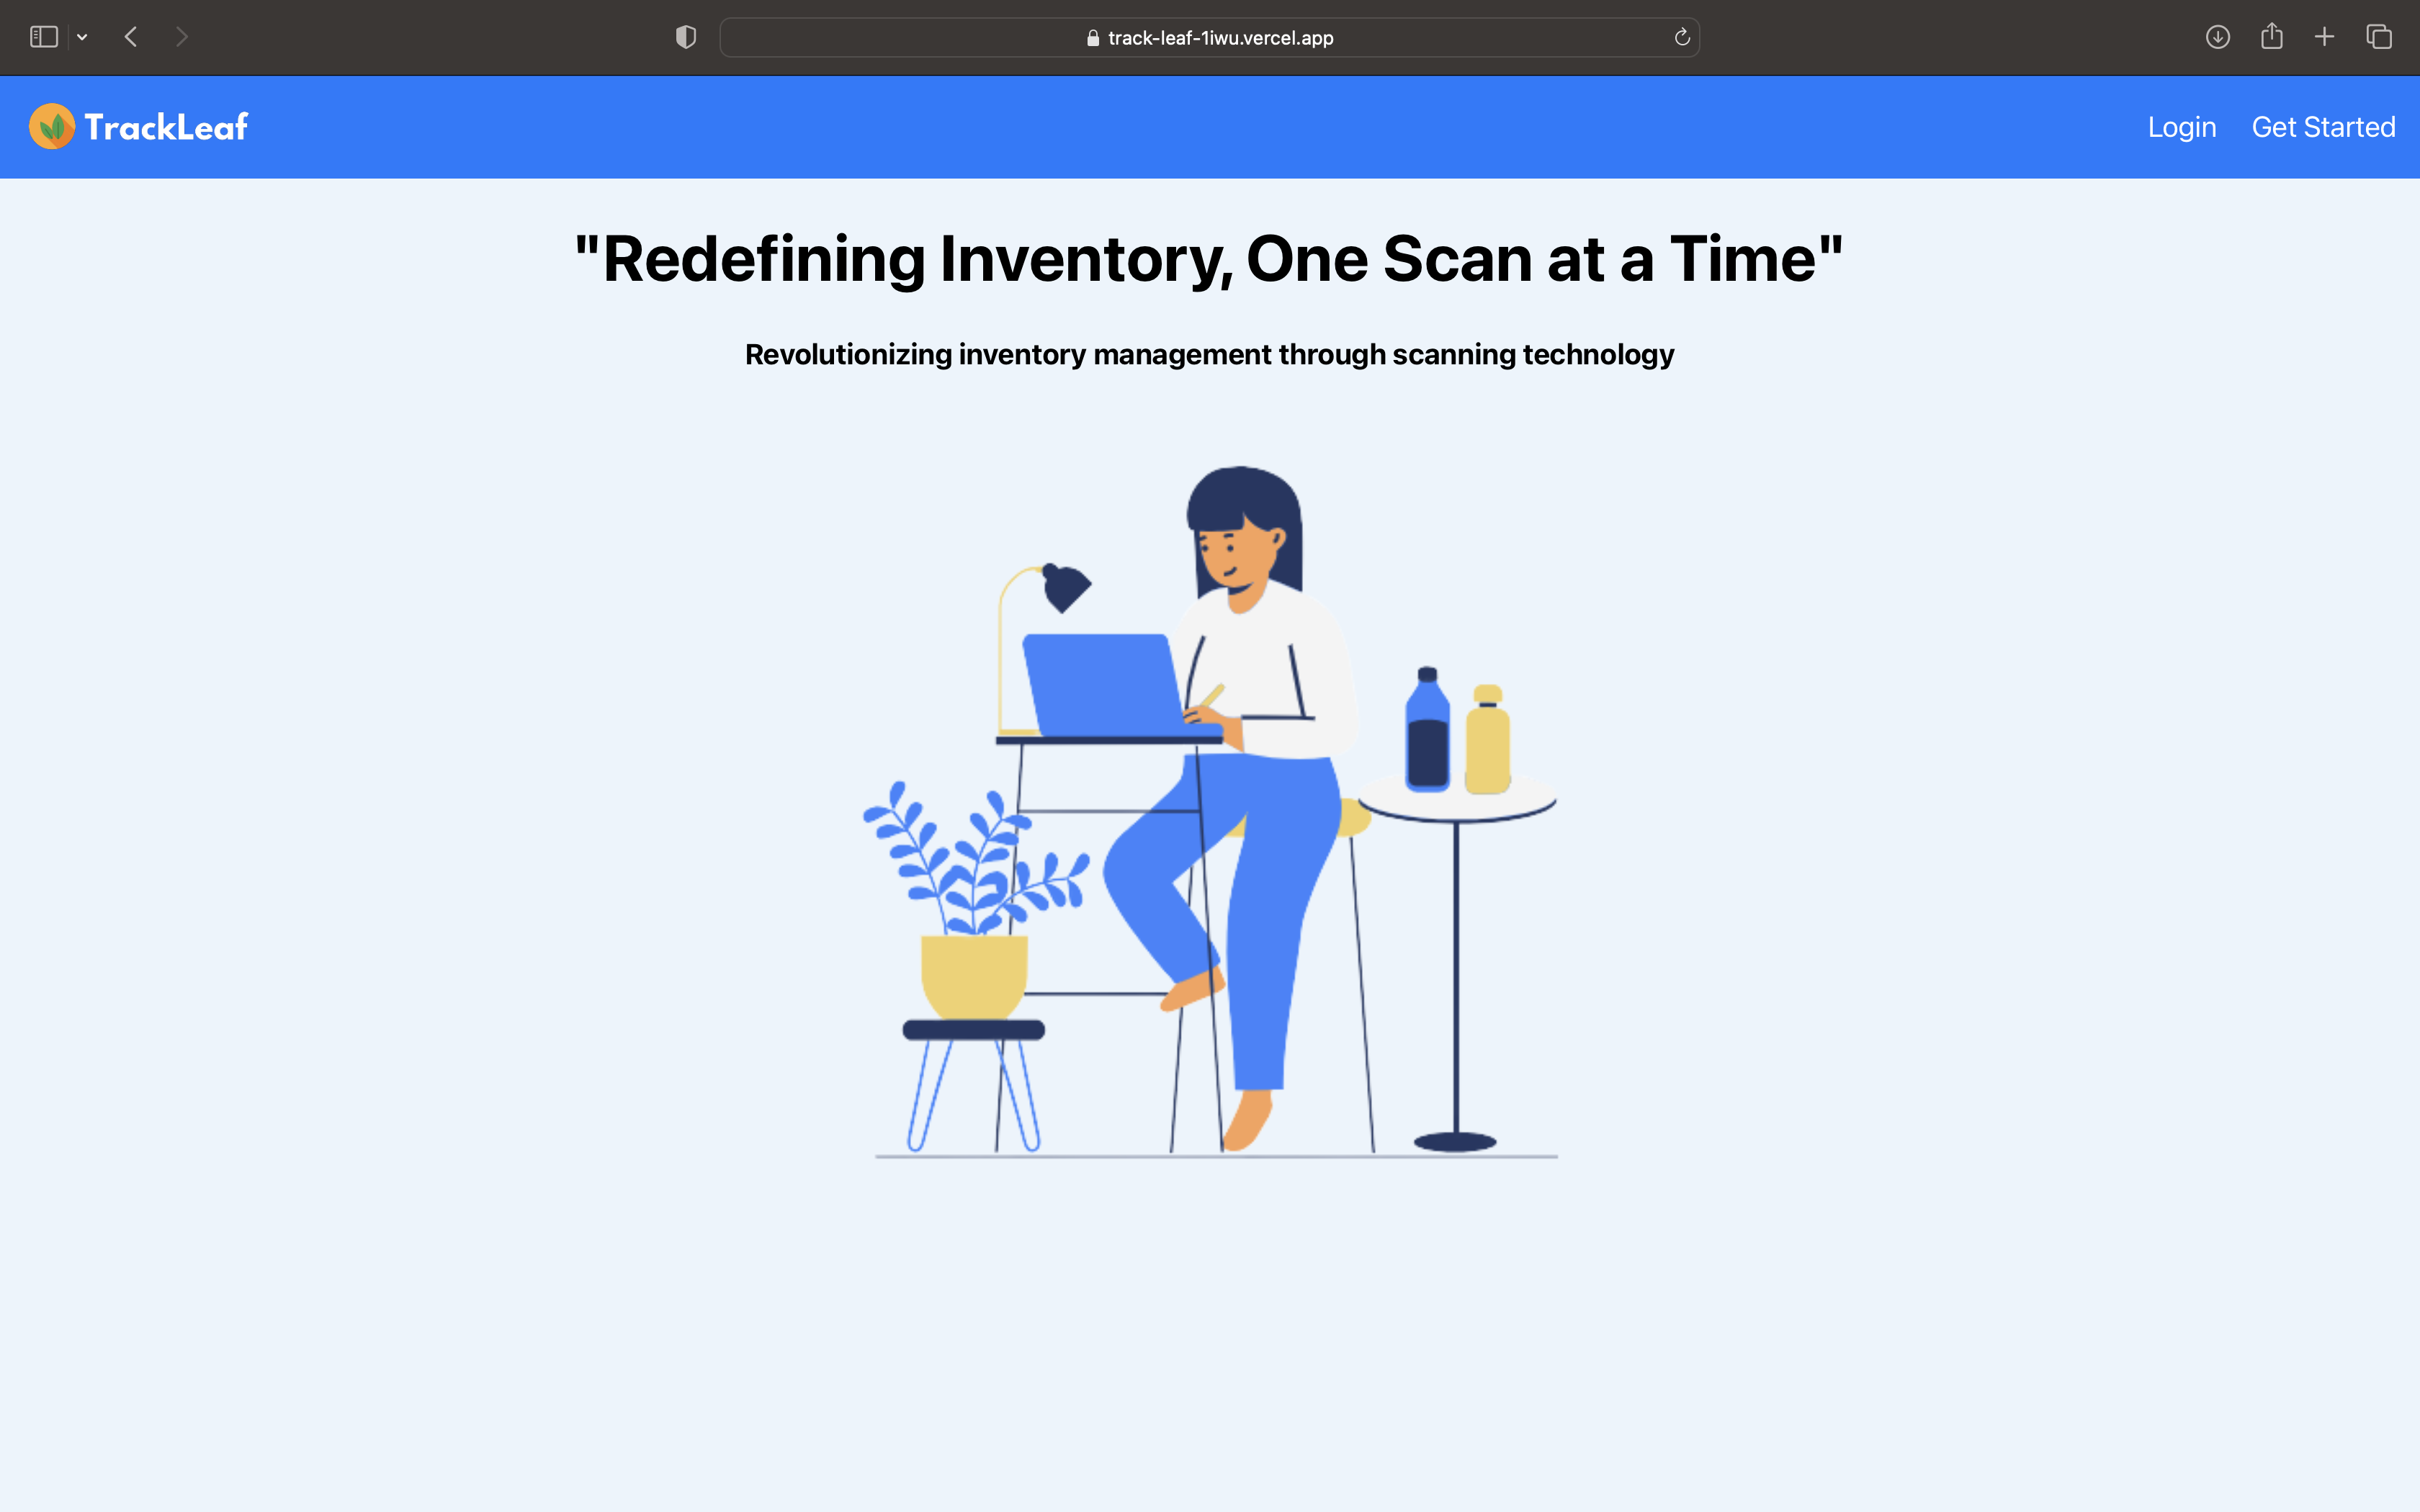 track-leaf-1iwu.vercel.app
TrackLeaf
Login
Get Started
"Redefining Inventory, One Scan at a Time"
Revolutionizing inventory management through scanning technology